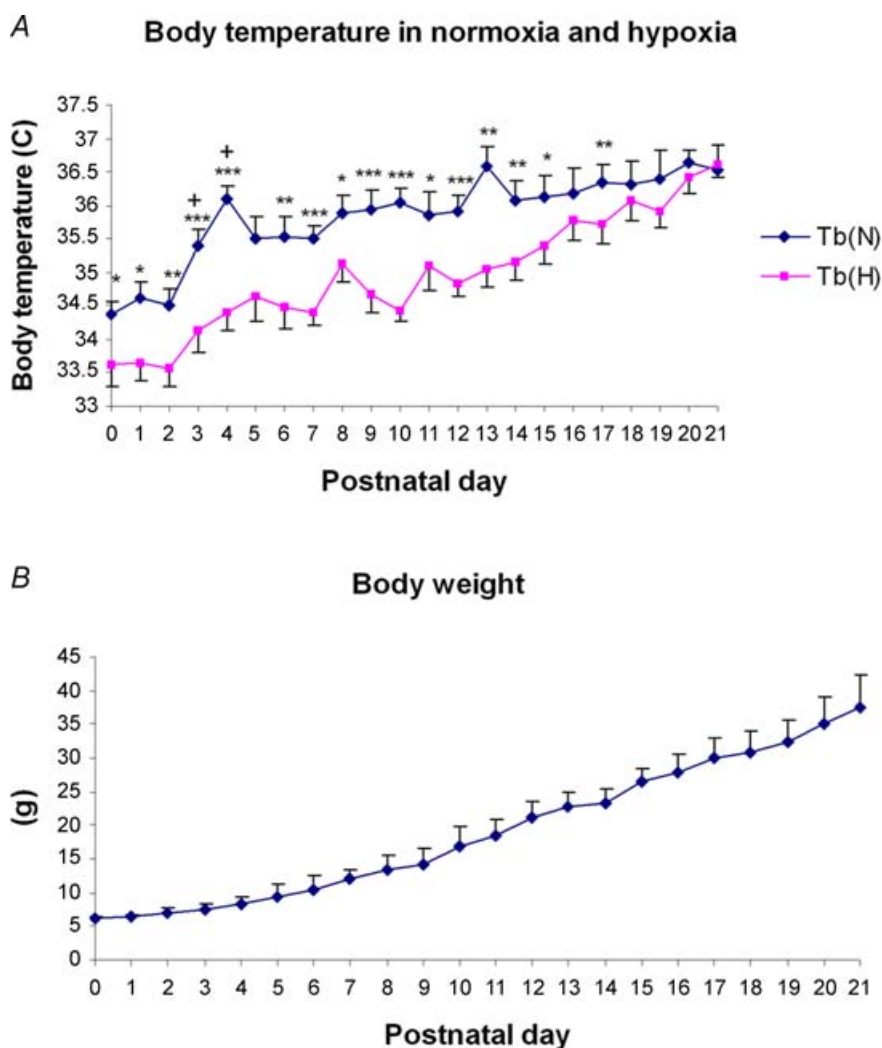 A
Body temperature in normoxia and hypoxia
Body temperature (C)
37.5
37
36.5
36
35.5
35
34.5
34
33.5
33
* * ** +*** +*** ** *** * *** *** * *** ** ** * **
0 1 2 3 4 5 6 7 8 9 10 11 12 13 14 15 16 17 18 19 20 21
Postnatal day
Tb(N)
Tb(H)
B
Body weight
(g)
45
40
35
30
25
20
15
10
5
0
0 1 2 3 4 5 6 7 8 9 10 11 12 13 14 15 16 17 18 19 20 21
Postnatal day